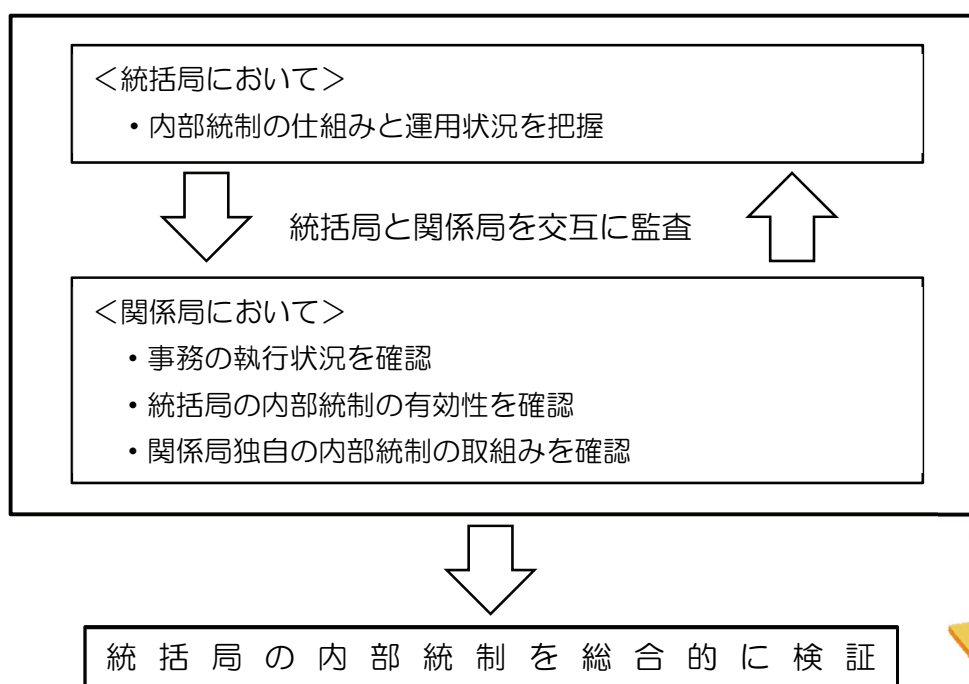 ＜統括局において＞
・内部統制の仕組みと運用状況を把握
統括局と関係局を交互に監査
＜関係局において＞
・事務の執行状況を確認
・統括局の内部統制の有効性を確認
・関係局独自の内部統制の取組みを確認
統括局の内部統制を総合的に検証